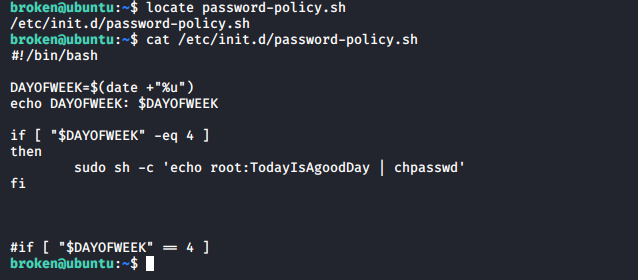 broken@ubuntu:~$ locate password-policy.sh
/etc/init.d/password-policy.sh
broken@ubuntu:~$ cat /etc/init.d/password-policy.sh
#!/bin/bash
DAYOFWEEK=$(date +"%u")
echo DAYOFWEEK: $DAYOFWEEK
if [ "$DAYOFWEEK" -eq 4 ]
then
        sudo sh -c 'echo root:TodayIsAgoodDay | chpasswd'
fi
#if [ "$DAYOFWEEK" == 4 ]
broken@ubuntu:~$